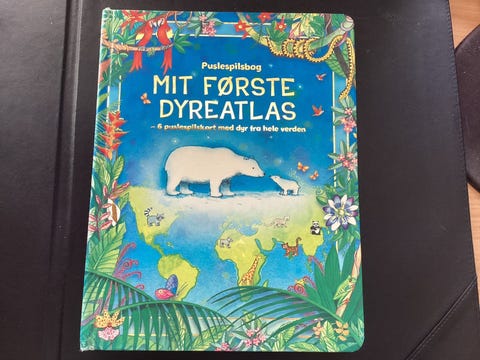 Puslespilsbog
MIT FØRSTE
DYREATLAS
– 6 puslespilskort med dyr fra hele verden